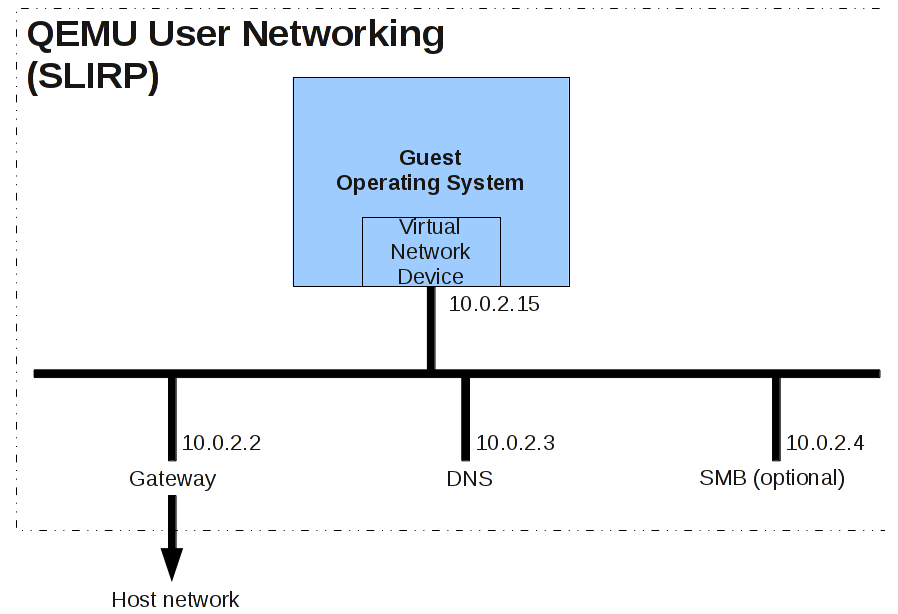 QEMU User Networking
(SLIRP)
Guest
Operating System
Virtual
Network
Device
10.0.2.15
10.0.2.2
10.0.2.3
10.0.2.4
Gateway
DNS
SMB (optional)
Host network